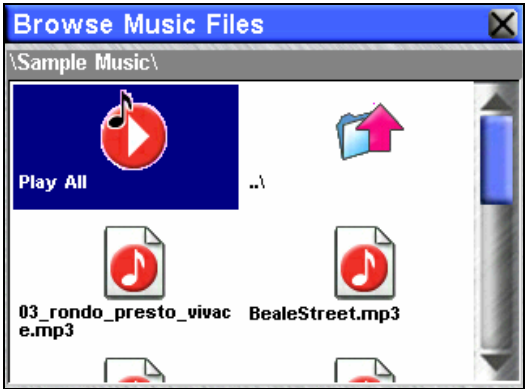 Browse Music Files
\Sample Music\
Play All
..\
03_rondo_presto_vivac
e.mp3
BealeStreet.mp3